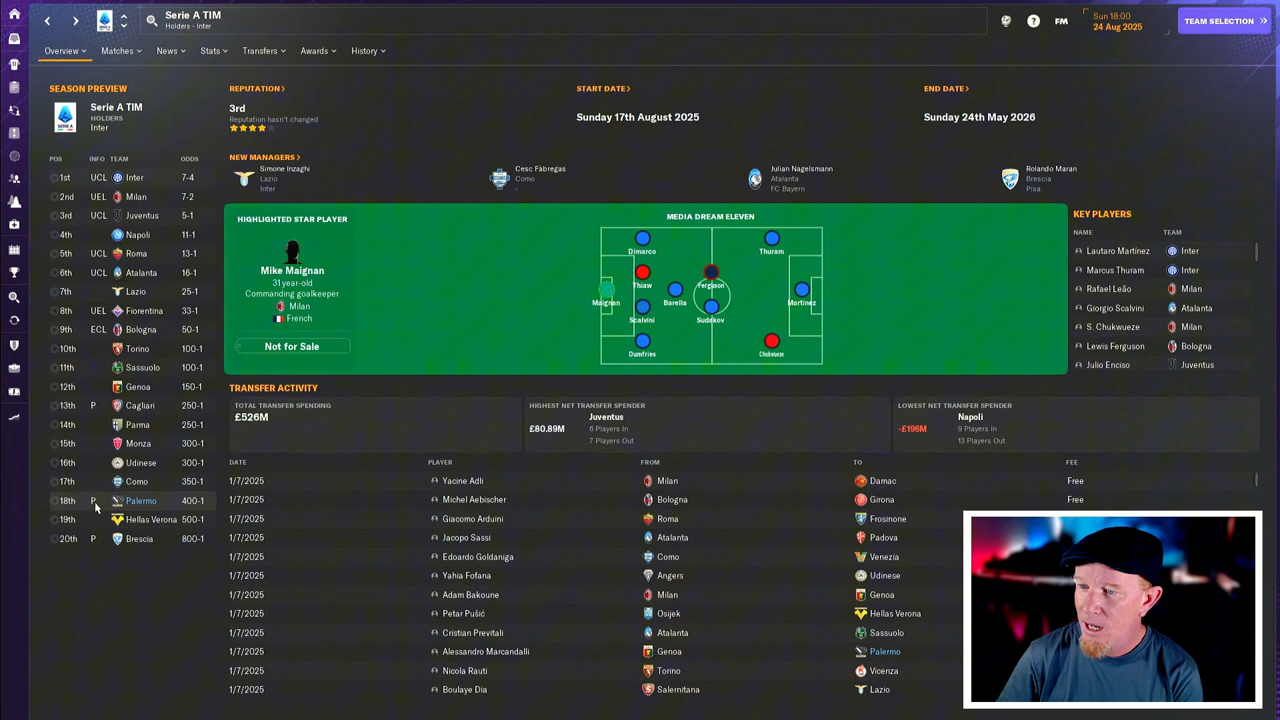 Serie A TIM
Holders - Inter
FM
Sun 18:00
24 Aug 2025
TEAM SELECTION
Overview
Matches
News
Stats
Transfers
Awards
History
SEASON PREVIEW
Serie A TIM
HOLDERS
Inter
REPUTATION
3rd
Reputation hasn't changed
START DATE
Sunday 17th August 2025
END DATE
Sunday 24th May 2026
NEW MANAGERS
Simone Inzaghi
Lazio
Inter
Cesc Fàbregas
Como
-
Julian Nagelsmann
Atalanta
FC Bayern
Rolando Maran
Brescia
Pisa
POS INFO TEAM ODDS
1st UCL Inter 7-4
2nd UEL Milan 7-2
3rd UCL Juventus 5-1
4th Napoli 11-1
5th UCL Roma 13-1
6th UCL Atalanta 16-1
7th Lazio 25-1
8th UEL Fiorentina 33-1
9th ECL Bologna 50-1
10th Torino 100-1
11th Sassuolo 100-1
12th Genoa 150-1
13th P Cagliari 250-1
14th Parma 250-1
15th Monza 300-1
16th Udinese 300-1
17th Como 350-1
18th P Palermo 400-1
19th Hellas Verona 500-1
20th P Brescia 800-1
HIGHLIGHTED STAR PLAYER
Mike Maignan
31 year-old
Commanding goalkeeper
Milan
French
Not for Sale
MEDIA DREAM ELEVEN
Dimarco
Thuram
Thiaw
Ferguson
Maignan
Barella
Martínez
Scalvini
Sudakov
Dumfries
Chukwueze
KEY PLAYERS
NAME TEAM
Lautaro Martínez Inter
Marcus Thuram Inter
Rafael Leão Milan
Giorgio Scalvini Atalanta
S. Chukwueze Milan
Lewis Ferguson Bologna
Julio Enciso Juventus
TRANSFER ACTIVITY
TOTAL TRANSFER SPENDING
£526M
HIGHEST NET TRANSFER SPENDER
Juventus
£80.89M
6 Players In
7 Players Out
LOWEST NET TRANSFER SPENDER
Napoli
-£196M
9 Players In
13 Players Out
DATE PLAYER FROM TO FEE
1/7/2025 Yacine Adli Milan Damac Free
1/7/2025 Michel Aebischer Bologna Girona Free
1/7/2025 Giacomo Arduini Roma Frosinone
1/7/2025 Jacopo Sassi Atalanta Padova
1/7/2025 Edoardo Goldaniga Como Venezia
1/7/2025 Yahia Fofana Angers Udinese
1/7/2025 Adam Bakoune Milan Genoa
1/7/2025 Petar Pušić Osijek Hellas Verona
1/7/2025 Cristian Previtali Atalanta Sassuolo
1/7/2025 Alessandro Marcandalli Genoa Palermo
1/7/2025 Nicola Rauti Torino Vicenza
1/7/2025 Boulaye Dia Salernitana Lazio